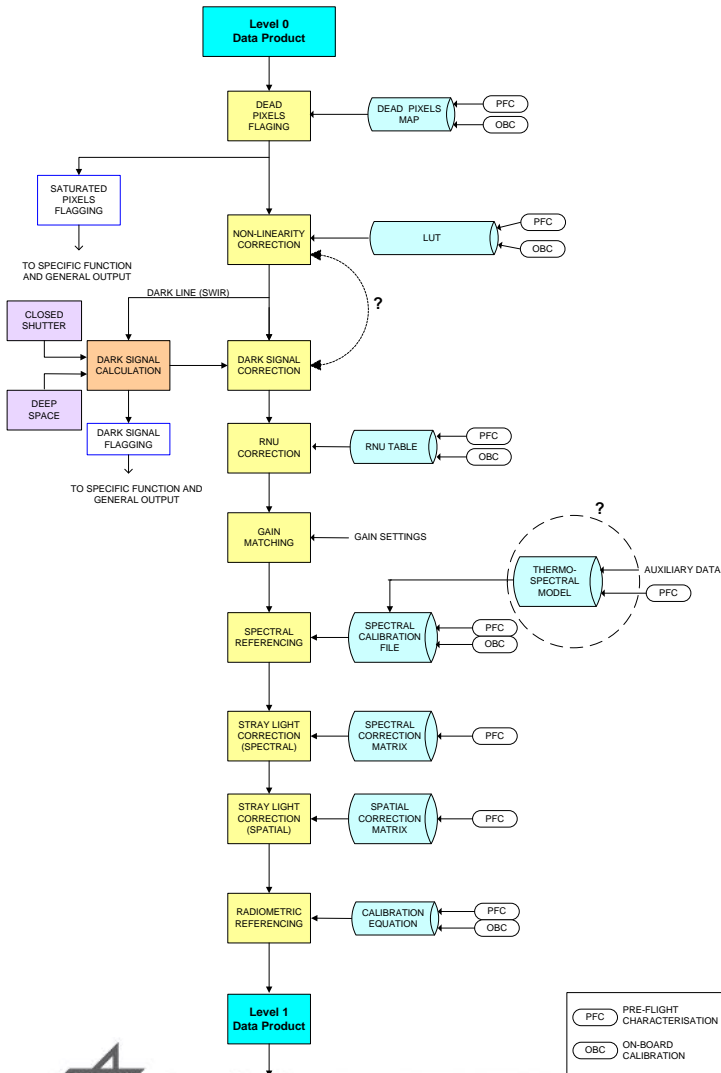 Level 0
Data Product
DEAD
PIXELS
FLAGING
DEAD PIXELS
MAP
PFC
OBC
SATURATED
PIXELS
FLAGGING
TO SPECIFIC FUNCTION
AND GENERAL OUTPUT
NON-LINEARITY
CORRECTION
LUT
PFC
OBC
DARK LINE (SWIR)
?
CLOSED
SHUTTER
DARK SIGNAL
CALCULATION
DARK SIGNAL
CORRECTION
DEEP
SPACE
DARK SIGNAL
FLAGGING
TO SPECIFIC FUNCTION AND
GENERAL OUTPUT
RNU
CORRECTION
RNU TABLE
PFC
OBC
GAIN
MATCHING
GAIN SETTINGS
?
THERMO-
SPECTRAL
MODEL
AUXILIARY DATA
PFC
SPECTRAL
REFERENCING
SPECTRAL
CALIBRATION
FILE
PFC
OBC
STRAY LIGHT
CORRECTION
(SPECTRAL)
SPECTRAL
CORRECTION
MATRIX
PFC
STRAY LIGHT
CORRECTION
(SPATIAL)
SPATIAL
CORRECTION
MATRIX
PFC
RADIOMETRIC
REFERENCING
CALIBRATION
EQUATION
PFC
OBC
Level 1
Data Product
PFC
PRE-FLIGHT
CHARACTERISATION
OBC
ON-BOARD
CALIBRATION